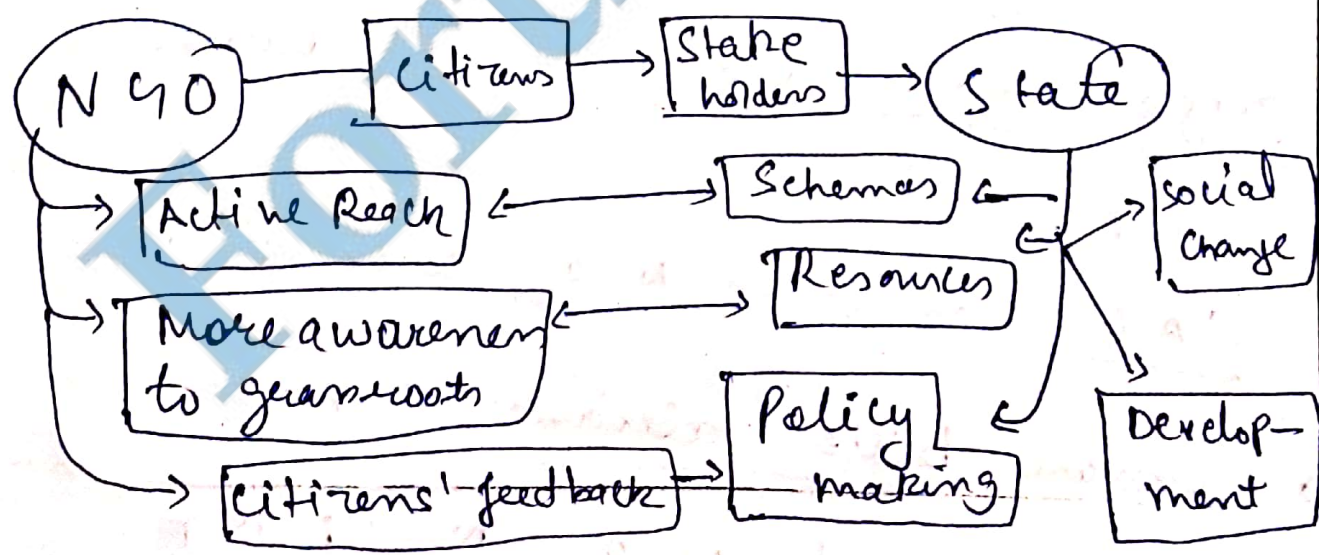 NGO
Citizens
Stake
holders
State
Active Reach
Schemes
Social
Change
More awareness
to grassroots
Resources
Citizens' feedback
Policy
making
Develop-
ment
For